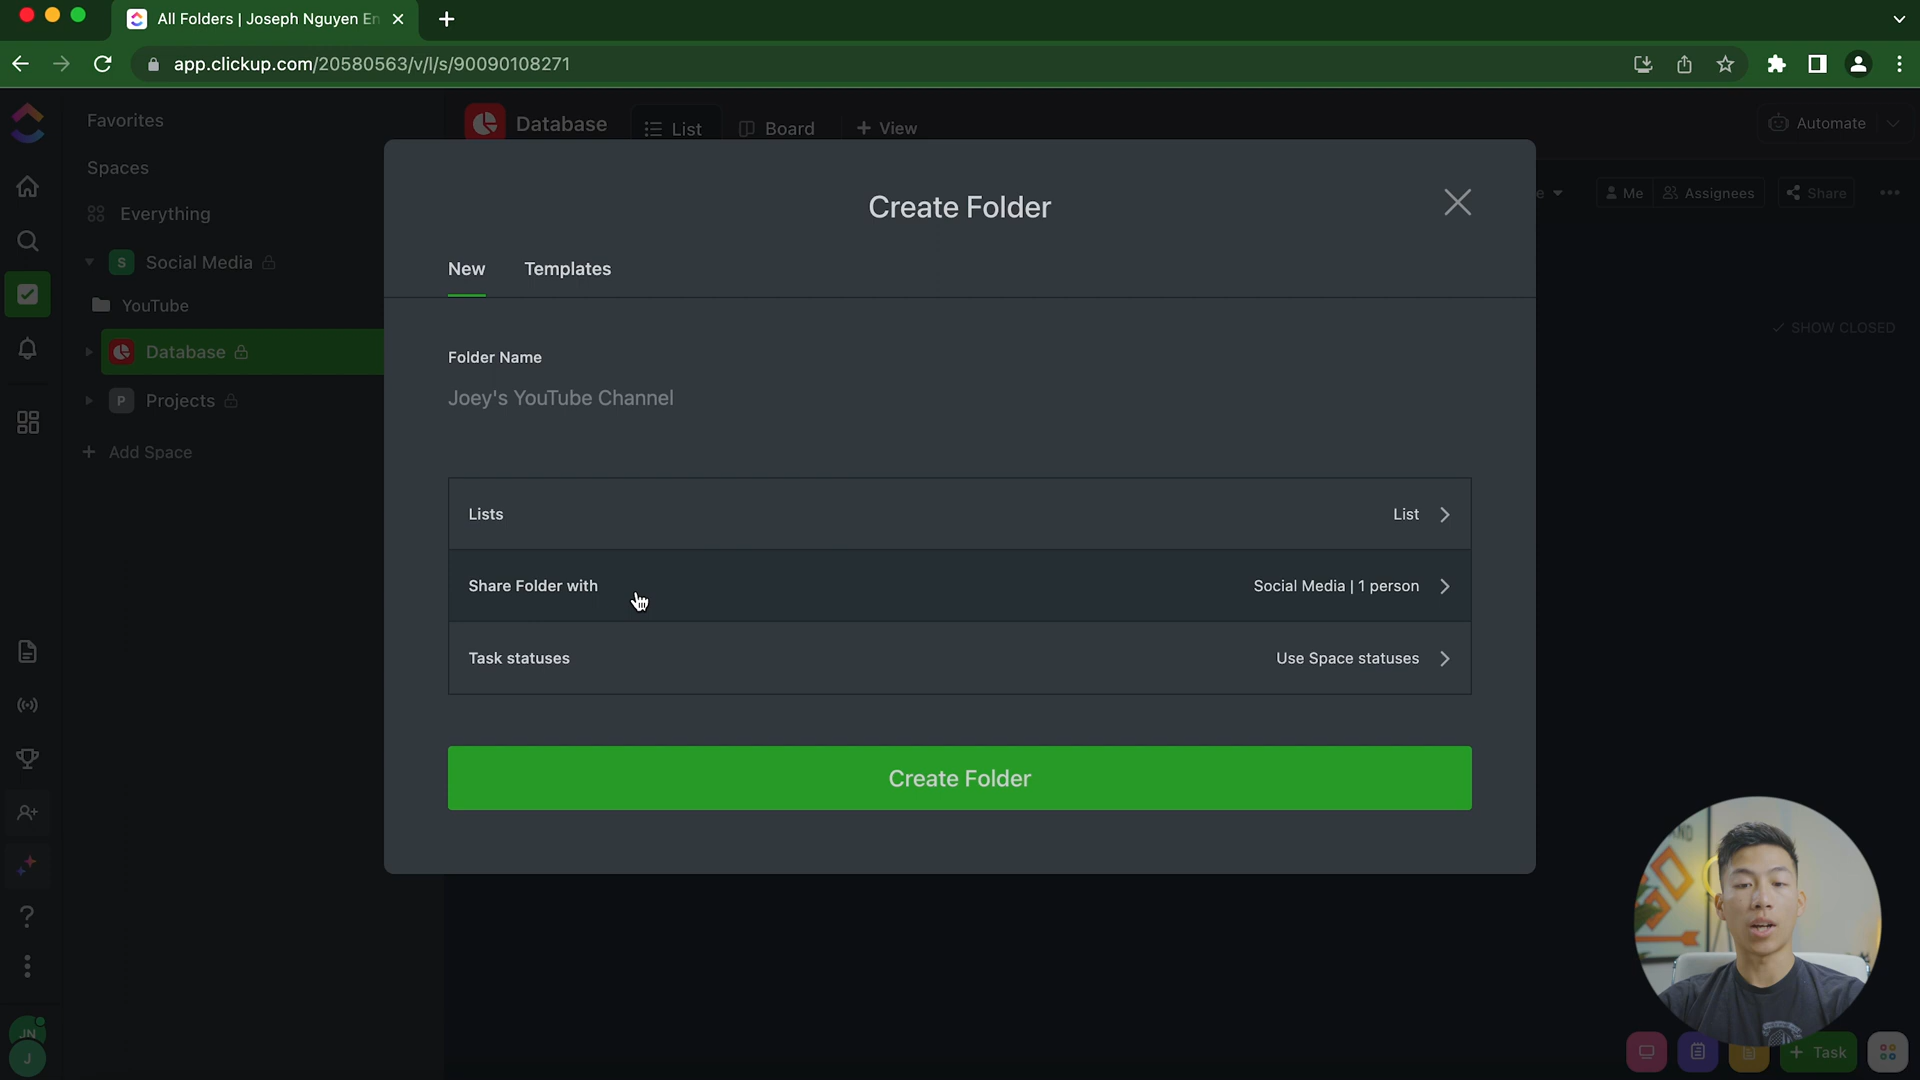 All Folders | Joseph Nguyen En
app.clickup.com/20580563/v/l/s/90090108271
Favorites
Spaces
Everything
S Social Media
YouTube
Database
P Projects
+ Add Space
Database
List
Board
+ View
Automate
e
Me
Assignees
Share
SHOW CLOSED
Create Folder
New
Templates
Folder Name
Joey's YouTube Channel
Lists
List
Share Folder with
Social Media | 1 person
Task statuses
Use Space statuses
Create Folder
JN
J
+ Task